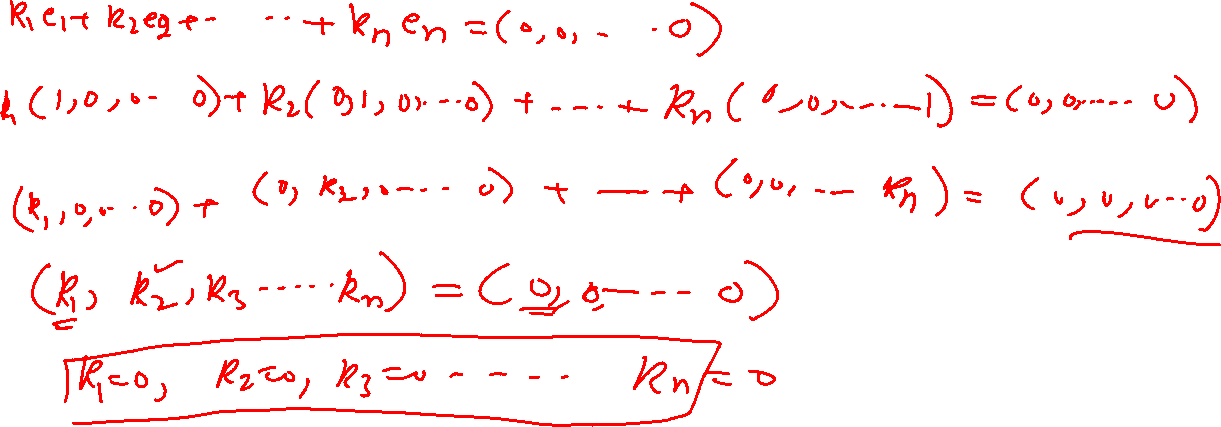 k₁e₁+ k₂e₂+-- ---+ kₙeₙ=(0,0,- -0)
k₁(1,0,0-- 0)+ k₂(0,1,0,--0)+----+ kₙ(0,0,----1)=(0,0,---- 0)
(k₁,0,0--0)+ (0, k₂,0---- 0) + — + (0,0, -- kₙ)= (0,0,0--0)
(k₁, k₂, k₃ ----- kₙ) = (0,0---- 0)
k₁=0, k₂=0, k₃=0 - - - - - kₙ=0